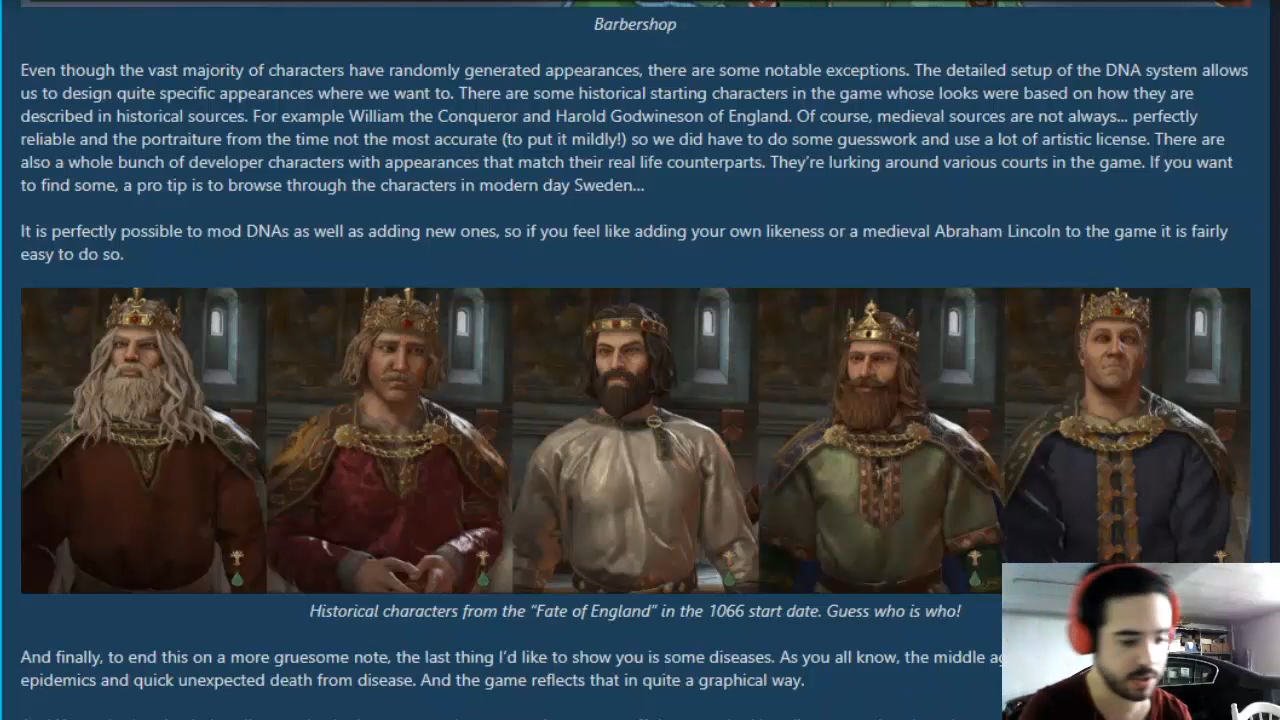 Barbershop
Even though the vast majority of characters have randomly generated appearances, there are some notable exceptions. The detailed setup of the DNA system allows
us to design quite specific appearances where we want to. There are some historical starting characters in the game whose looks were based on how they are
described in historical sources. For example William the Conqueror and Harold Godwineson of England. Of course, medieval sources are not always... perfectly
reliable and the portraiture from the time not the most accurate (to put it mildly!) so we did have to do some guesswork and use a lot of artistic license. There are
also a whole bunch of developer characters with appearances that match their real life counterparts. They're lurking around various courts in the game. If you want
to find some, a pro tip is to browse through the characters in modern day Sweden...
It is perfectly possible to mod DNAs as well as adding new ones, so if you feel like adding your own likeness or a medieval Abraham Lincoln to the game it is fairly
easy to do so.
Historical characters from the "Fate of England" in the 1066 start date. Guess who is who!
And finally, to end this on a more gruesome note, the last thing I'd like to show you is some diseases. As you all know, the middle
epidemics and quick unexpected death from disease. And the game reflects that in quite a graphical way.